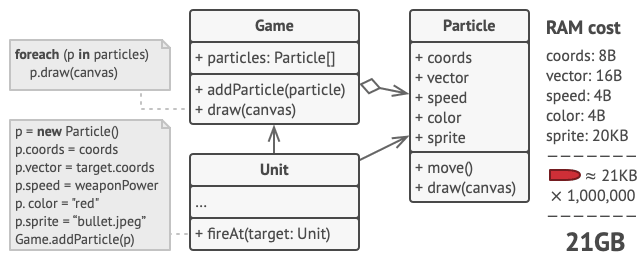 foreach (p in particles)
p.draw(canvas)
p = new Particle()
p.coords = coords
p.vector = target.coords
p.speed = weaponPower
p. color = "red"
p.sprite = “bullet.jpeg”
Game.addParticle(p)
Game
+ particles: Particle[]
+ addParticle(particle)
+ draw(canvas)
Unit
...
+ fireAt(target: Unit)
Particle
+ coords
+ vector
+ speed
+ color
+ sprite
+ move()
+ draw(canvas)
RAM cost
coords: 8B
vector: 16B
speed: 4B
color: 4B
sprite: 20KB
≈ 21KB
× 1,000,000
21GB